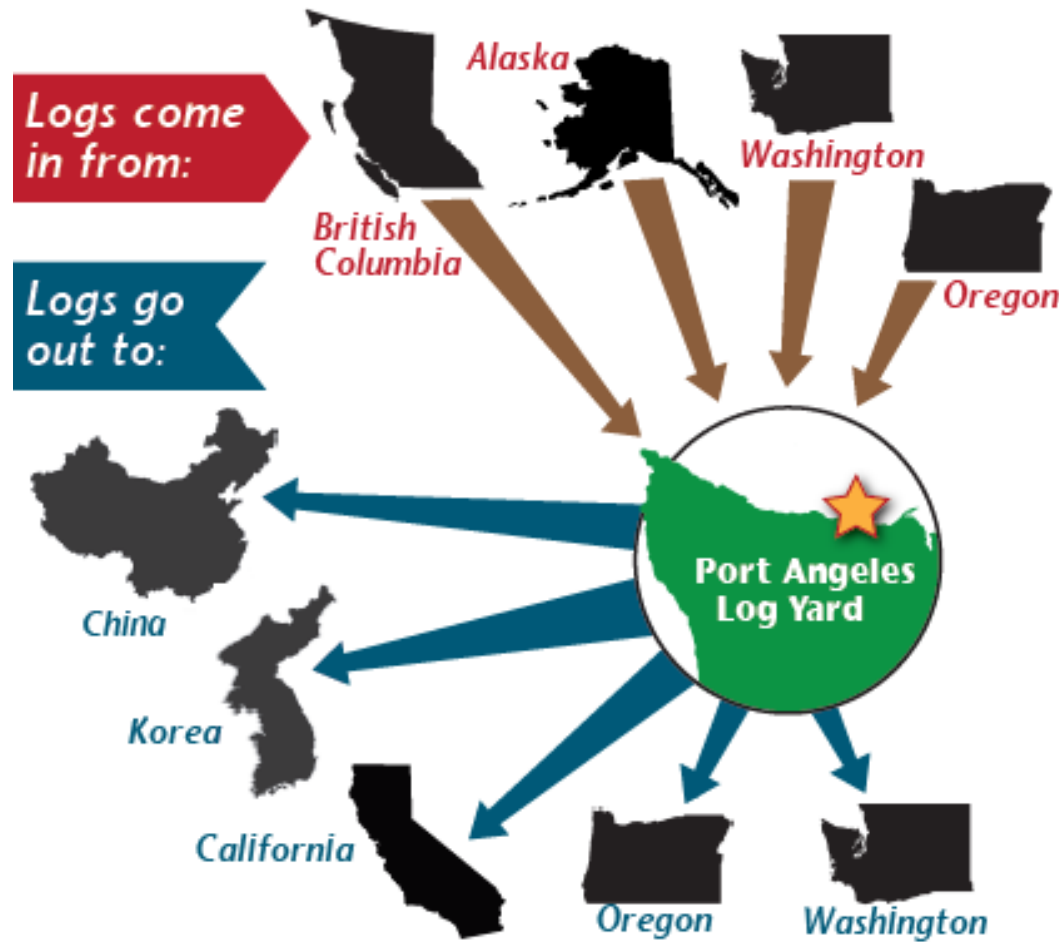 Logs come
in from:
British
Columbia
Alaska
Washington
Oregon
Logs go
out to:
China
Korea
California
Oregon
Washington
Port Angeles
Log Yard